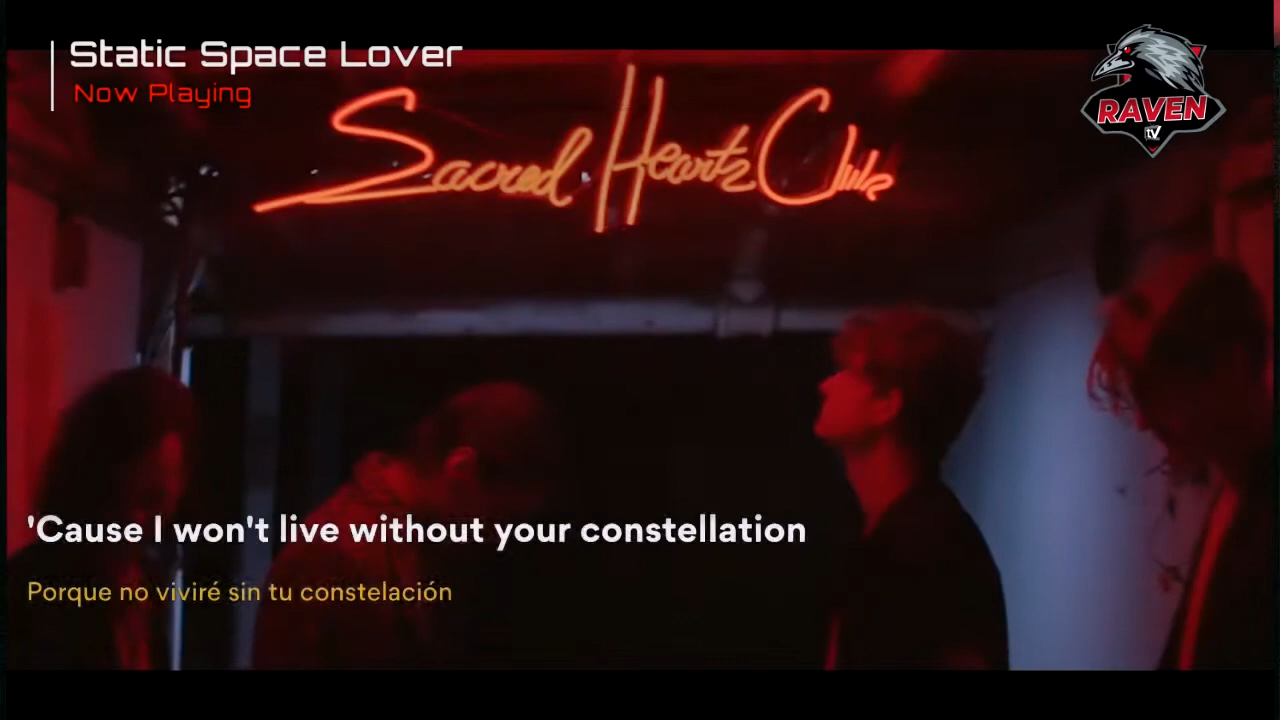 Static Space Lover
Now Playing
RAVEN
tV
Sacred Hearts Club
'Cause I won't live without your constellation
Porque no viviré sin tu constelación